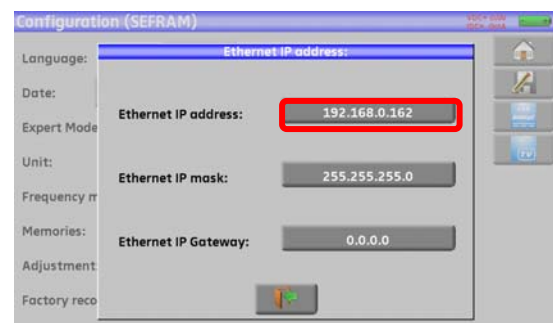 Configuration (SEFRAM)
Ethernet IP address:
Language:
Date:
Ethernet IP address: 192.168.0.162
Expert Mode
Unit:
Ethernet IP mask: 255.255.255.0
Frequency m
Memories:
Ethernet IP Gateway: 0.0.0.0
Adjustment
Factory reco